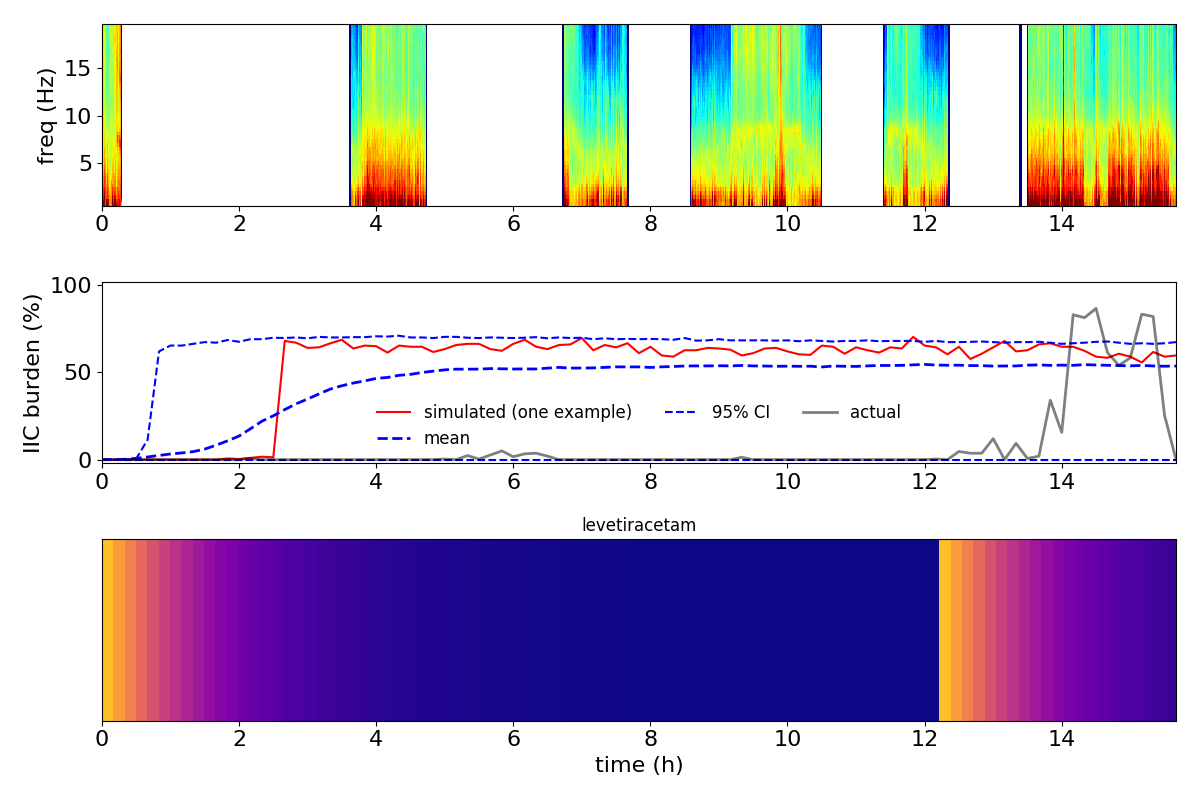 freq (Hz)
15
10
5
0 2 4 6 8 10 12 14
IIC burden (%)
100
50
0
simulated (one example) 95% CI actual
mean
0 2 4 6 8 10 12 14
levetiracetam
0 2 4 6 8 10 12 14
time (h)